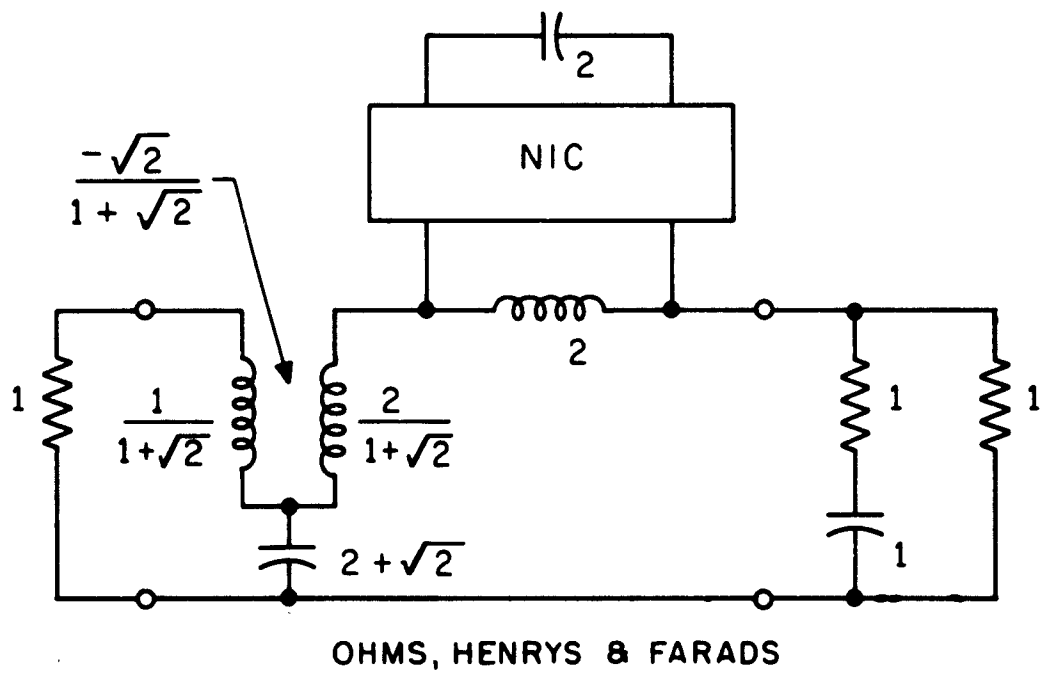 2
NIC
-√2
1 + √2
1
1
1+√2
2
1+√2
2
1
1
2 + √2
1
OHMS, HENRYS & FARADS